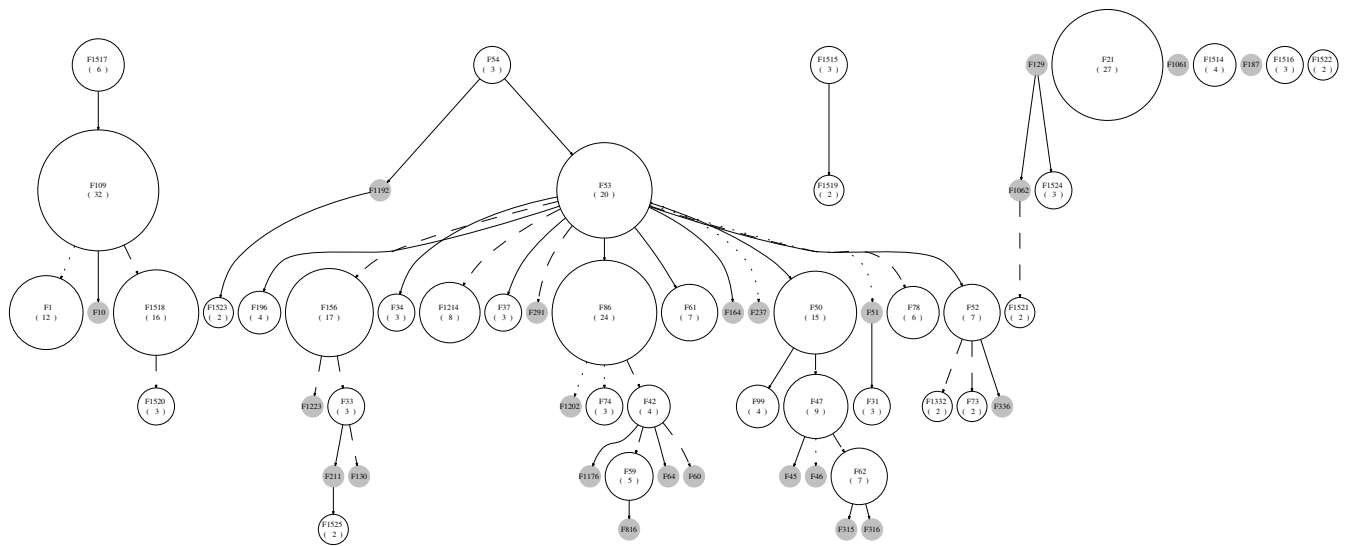 F1517
( 6 )
F54
( 3 )
F1515
( 3 )
F129
F21
( 27 )
F1061
F1514
( 4 )
F187
F1516
( 3 )
F1522
( 2 )
F109
( 32 )
F1192
F53
( 20 )
F1519
( 2 )
F1062
F1524
( 3 )
F1
( 12 )
F10
F1518
( 16 )
F1523
( 2 )
F196
( 4 )
F156
( 17 )
F34
( 3 )
F1214
( 8 )
F37
( 3 )
F291
F86
( 24 )
F61
( 7 )
F164
F237
F50
( 15 )
F51
F78
( 6 )
F52
( 7 )
F1521
( 2 )
F1520
( 3 )
F1223
F33
( 3 )
F1202
F74
( 3 )
F42
( 4 )
F99
( 4 )
F47
( 9 )
F31
( 3 )
F1332
( 2 )
F73
( 2 )
F336
F211
F130
F1176
F59
( 5 )
F64
F60
F45
F46
F62
( 7 )
F1525
( 2 )
F816
F315
F316